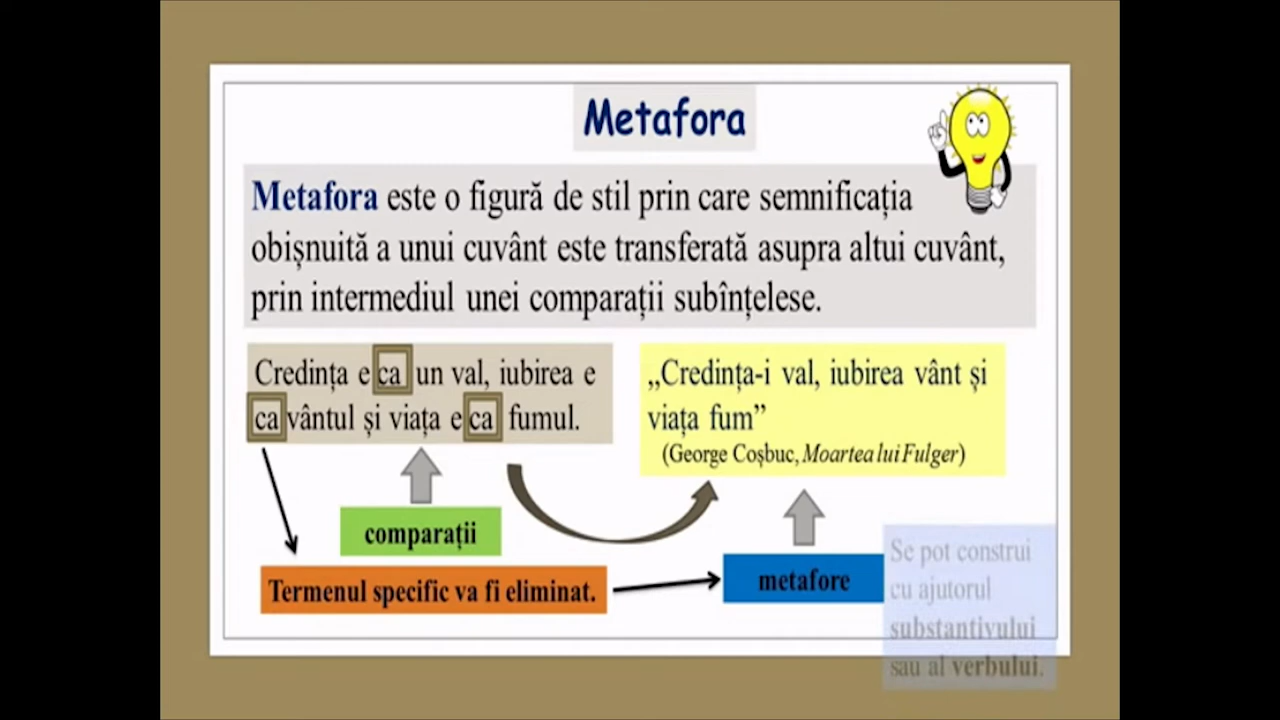 Metafora
Metafora este o figură de stil prin care semnificația
obișnuită a unui cuvânt este transferată asupra altui cuvânt,
prin intermediul unei comparații subînțelese.
Credința e ca un val, iubirea e
ca vântul și viața e ca fumul.
„Credința-i val, iubirea vânt și
viața fum”
(George Coșbuc, Moartea lui Fulger)
comparații
Termenul specific va fi eliminat.
metafore
Se pot construi
cu ajutorul
substantivului
sau al verbului.